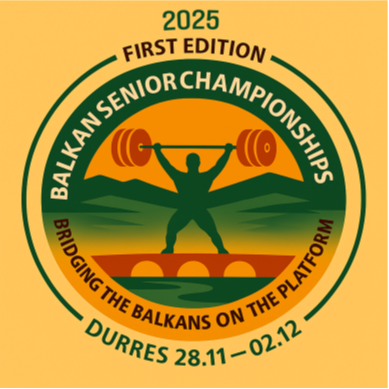 2025
FIRST EDITION
BALKAN SENIOR CHAMPIONSHIPS
BRIDGING THE BALKANS ON THE PLATFORM
DURRES 28.11 – 02.12